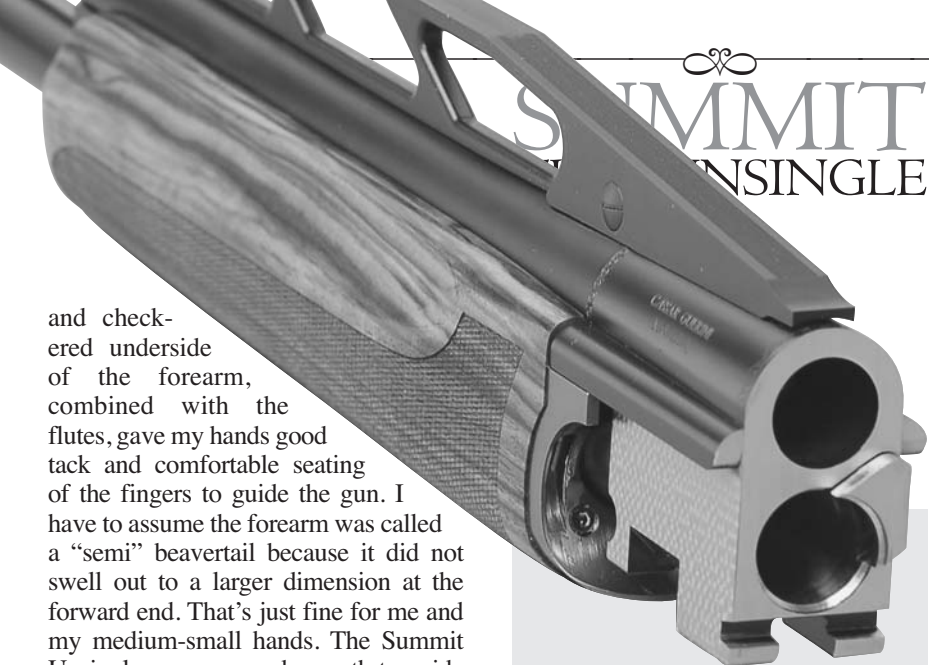 SUMMIT
NSINGLE
and check-
ered underside
of the forearm,
combined with the
flutes, gave my hands good
tack and comfortable seating
of the fingers to guide the gun. I
have to assume the forearm was called
a “semi” beavertail because it did not
swell out to a larger dimension at the
forward end. That’s just fine for me and
my medium-small hands. The Summit